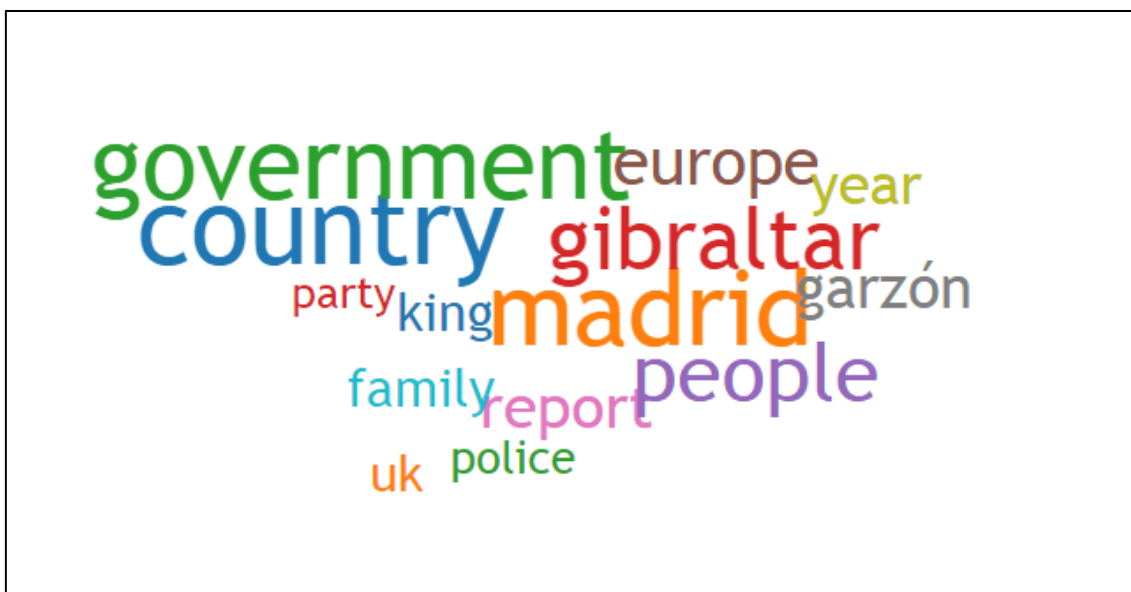 government europe year
country gibraltar
party king madrid garzón
family report people
uk police